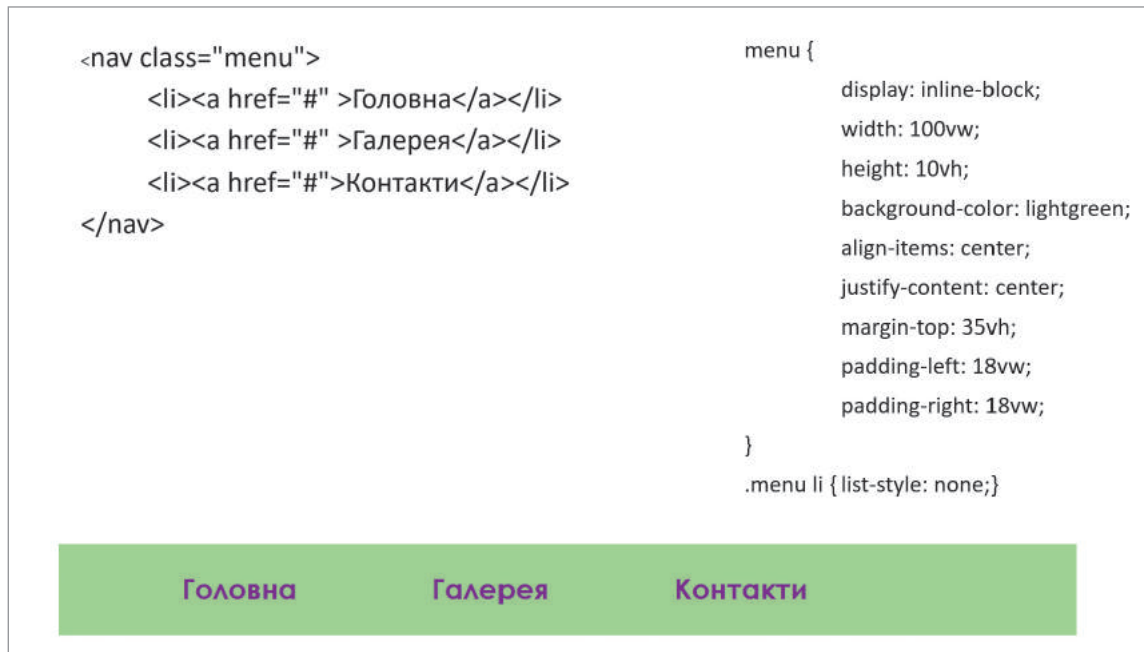 <nav class="menu">
<li><a href="#" >Головна</a></li>
<li><a href="#" >Галерея</a></li>
<li><a href="#">Контакти</a></li>
</nav>
menu {
display: inline-block;
width: 100vw;
height: 10vh;
background-color: lightgreen;
align-items: center;
justify-content: center;
margin-top: 35vh;
padding-left: 18vw;
padding-right: 18vw;
}
.menu li { list-style: none;}
Головна Галерея Контакти